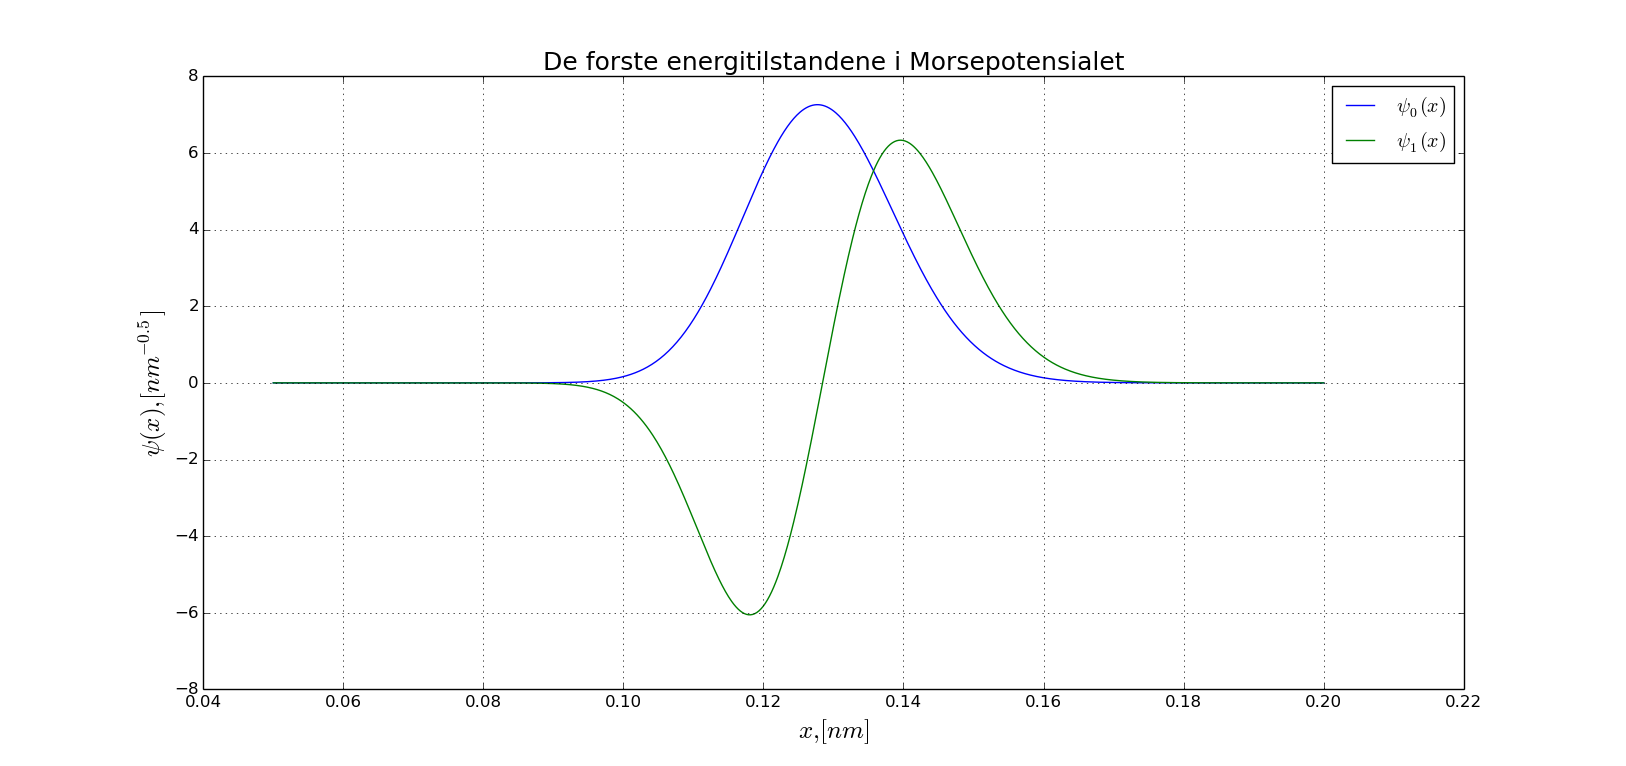 De forste energitilstandene i Morsepotensialet
8
6
4
2
0
−2
−4
−6
−8
ψ(x),[nm^−0.5]
ψ₀(x)
ψ₁(x)
0.04 0.06 0.08 0.10 0.12 0.14 0.16 0.18 0.20 0.22
x,[nm]